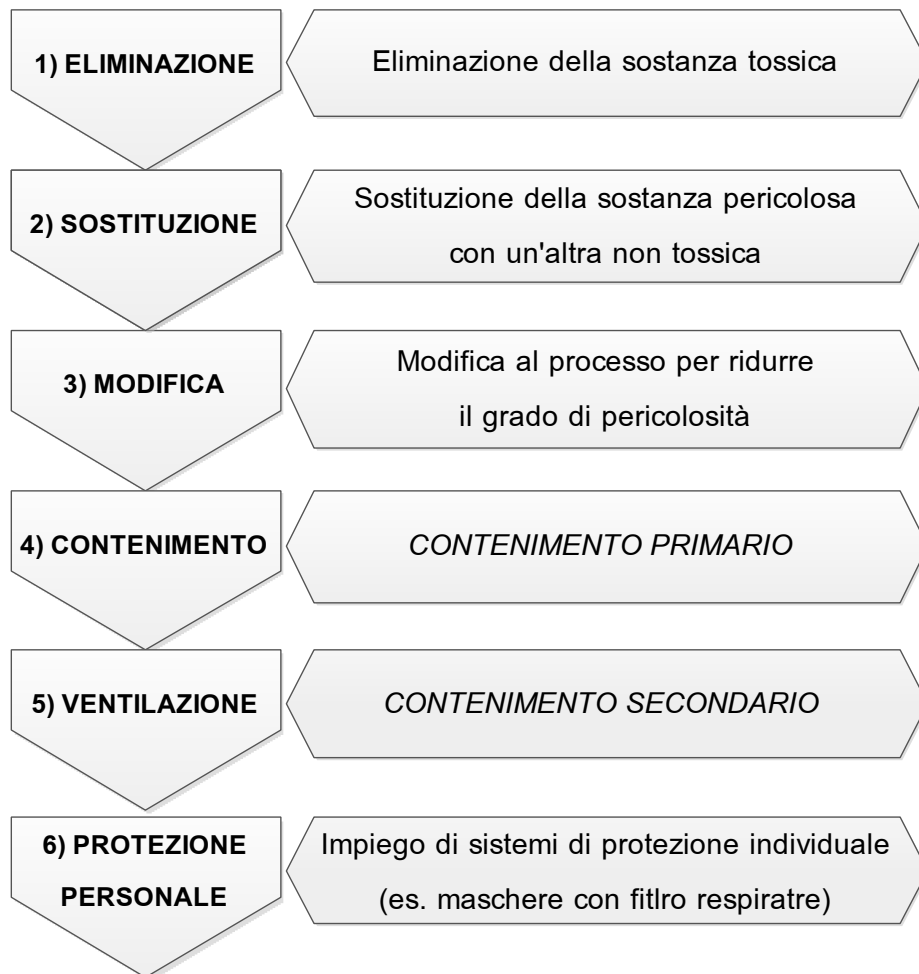 1) ELIMINAZIONE
Eliminazione della sostanza tossica
2) SOSTITUZIONE
Sostituzione della sostanza pericolosa
con un'altra non tossica
3) MODIFICA
Modifica al processo per ridurre
il grado di pericolosità
4) CONTENIMENTO
CONTENIMENTO PRIMARIO
5) VENTILAZIONE
CONTENIMENTO SECONDARIO
6) PROTEZIONE
PERSONALE
Impiego di sistemi di protezione individuale
(es. maschere con fitlro respiratre)